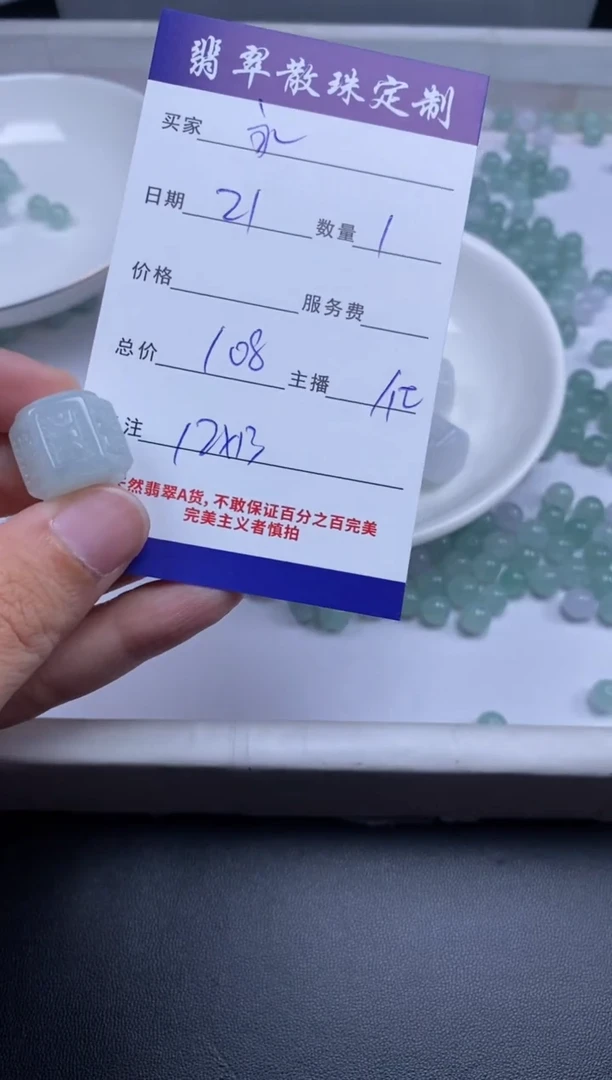 翡翠散珠定制
买家 永
日期 21 数量 1
价格 服务费
总价 108 主播
注 12x13
然翡翠A货，不敢保证百分之百完美
完美主义者慎拍